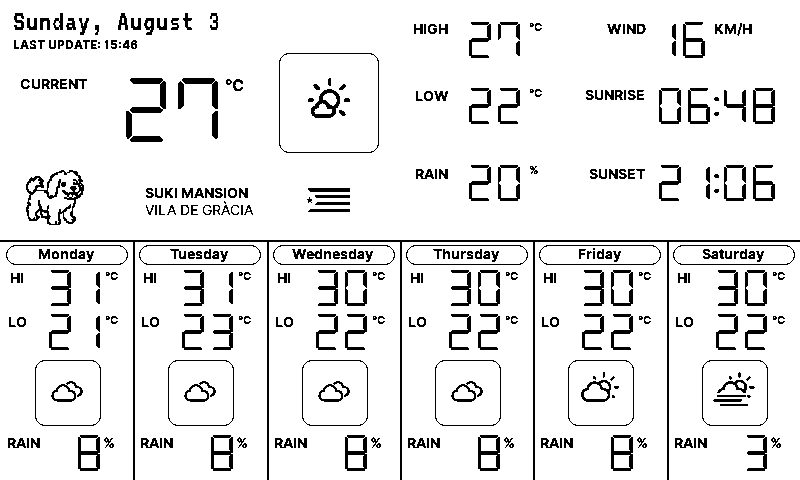 Sunday, August 3
LAST UPDATE: 15:46
CURRENT 27 °C
HIGH 27 °C
WIND 16 KM/H
LOW 22 °C
SUNRISE 06:48
RAIN 20 %
SUNSET 21:06
SUKI MANSION
VILA DE GRÀCIA
Monday
HI 31 °C
LO 21 °C
RAIN 8 %
Tuesday
HI 31 °C
LO 23 °C
RAIN 8 %
Wednesday
HI 30 °C
LO 22 °C
RAIN 8 %
Thursday
HI 30 °C
LO 22 °C
RAIN 8 %
Friday
HI 30 °C
LO 22 °C
RAIN 8 %
Saturday
HI 30 °C
LO 22 °C
RAIN 3 %